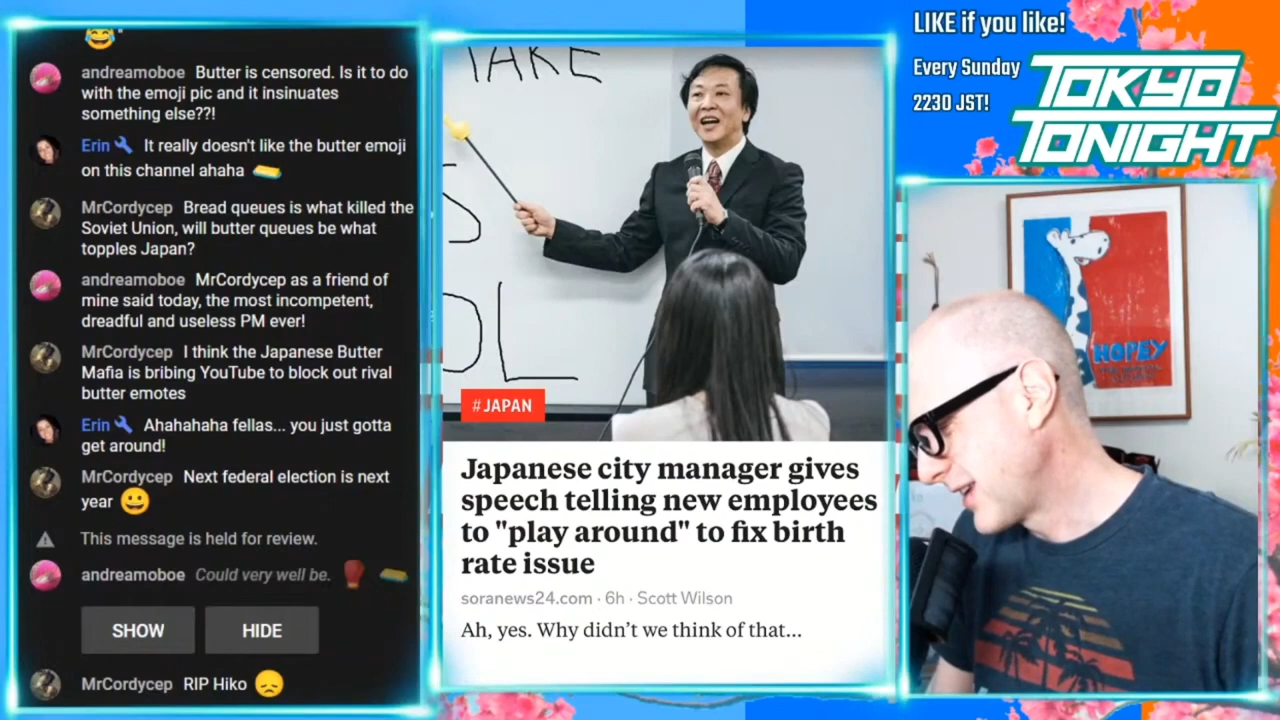 andreamoboe Butter is censored. Is it to do
with the emoji pic and it insinuates
something else??!
Erin It really doesn't like the butter emoji
on this channel ahaha
MrCordycep Bread queues is what killed the
Soviet Union, will butter queues be what
topples Japan?
andreamoboe MrCordycep as a friend of
mine said today, the most incompetent,
dreadful and useless PM ever!
MrCordycep I think the Japanese Butter
Mafia is bribing YouTube to block out rival
butter emotes
Erin Ahahahaha fellas... you just gotta
get around!
MrCordycep Next federal election is next
year
This message is held for review.
andreamoboe Could very well be.
SHOW HIDE
MrCordycep RIP Hiko
TAKE
S
OL
#JAPAN
Japanese city manager gives
speech telling new employees
to "play around" to fix birth
rate issue
soranews24.com · 6h · Scott Wilson
Ah, yes. Why didn't we think of that...
LIKE if you like!
Every Sunday
2230 JST!
TOKYO
TONIGHT
HOPEY